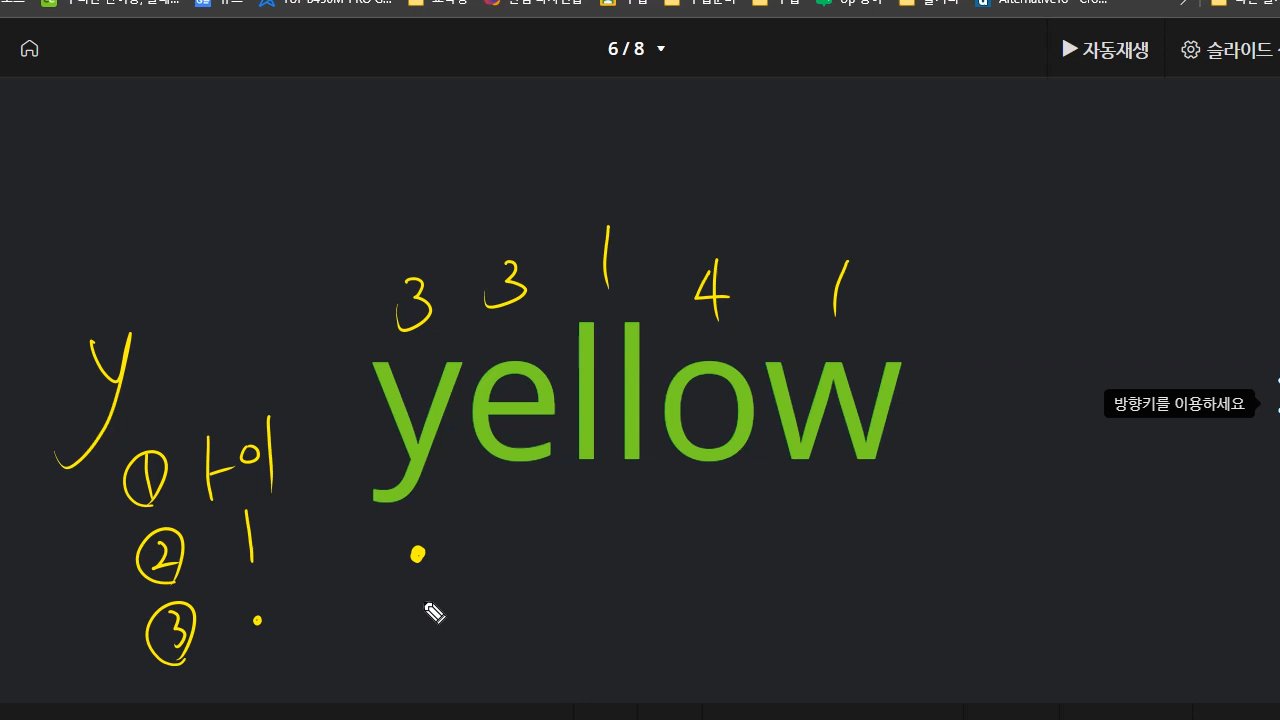 6 / 8
▶ 자동재생
슬라이드
3 3 1 4 1
yellow
방향키를 이용하세요
y
① ㅏ이
② ㅣ
③ •
•